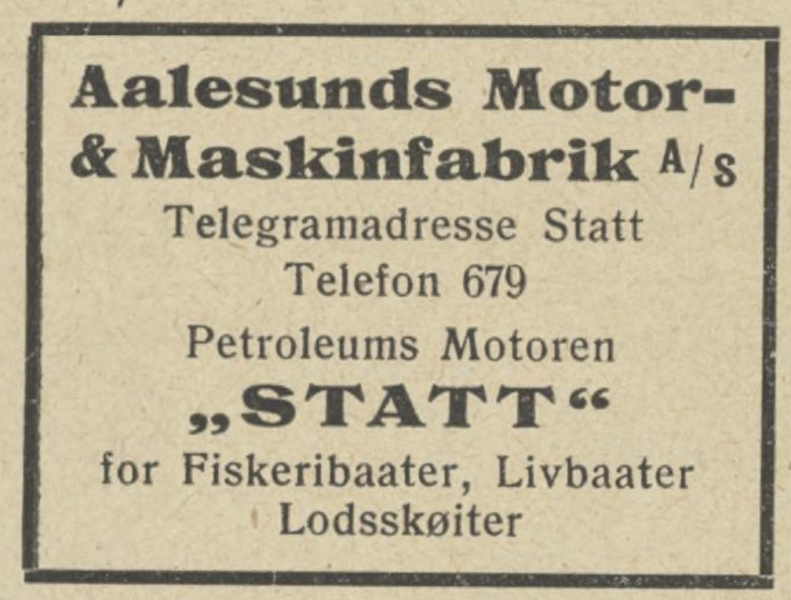 Aalesunds Motor-
& Maskinfabrik A/S
Telegramadresse Statt
Telefon 679
Petroleums Motoren
„STATT“
for Fiskeribaater, Livbaater
Lodsskøiter